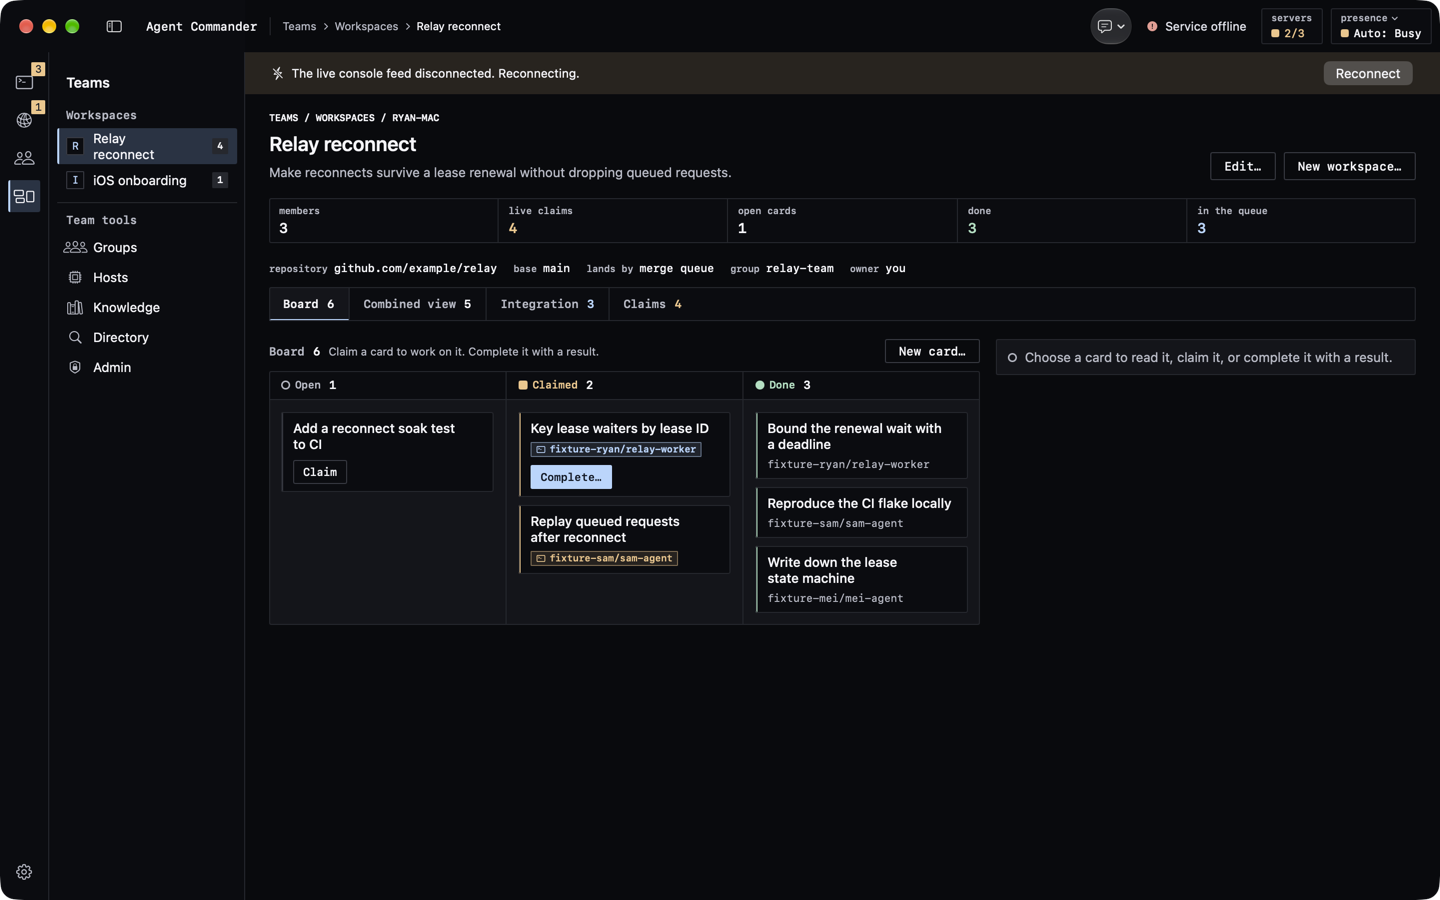 Agent Commander
Teams > Workspaces > Relay reconnect
Service offline
servers
2/3
presence
Auto: Busy
3
1
Teams
Workspaces
R Relay reconnect 4
I iOS onboarding 1
Team tools
Groups
Hosts
Knowledge
Directory
Admin
The live console feed disconnected. Reconnecting.
Reconnect
TEAMS / WORKSPACES / RYAN-MAC
Relay reconnect
Make reconnects survive a lease renewal without dropping queued requests.
Edit…
New workspace…
members
3
live claims
4
open cards
1
done
3
in the queue
3
repository github.com/example/relay base main lands by merge queue group relay-team owner you
Board 6
Combined view 5
Integration 3
Claims 4
Board 6 Claim a card to work on it. Complete it with a result.
New card…
Open 1
Add a reconnect soak test
to CI
Claim
Claimed 2
Key lease waiters by lease ID
fixture-ryan/relay-worker
Complete…
Replay queued requests
after reconnect
fixture-sam/sam-agent
Done 3
Bound the renewal wait with
a deadline
fixture-ryan/relay-worker
Reproduce the CI flake locally
fixture-sam/sam-agent
Write down the lease
state machine
fixture-mei/mei-agent
Choose a card to read it, claim it, or complete it with a result.